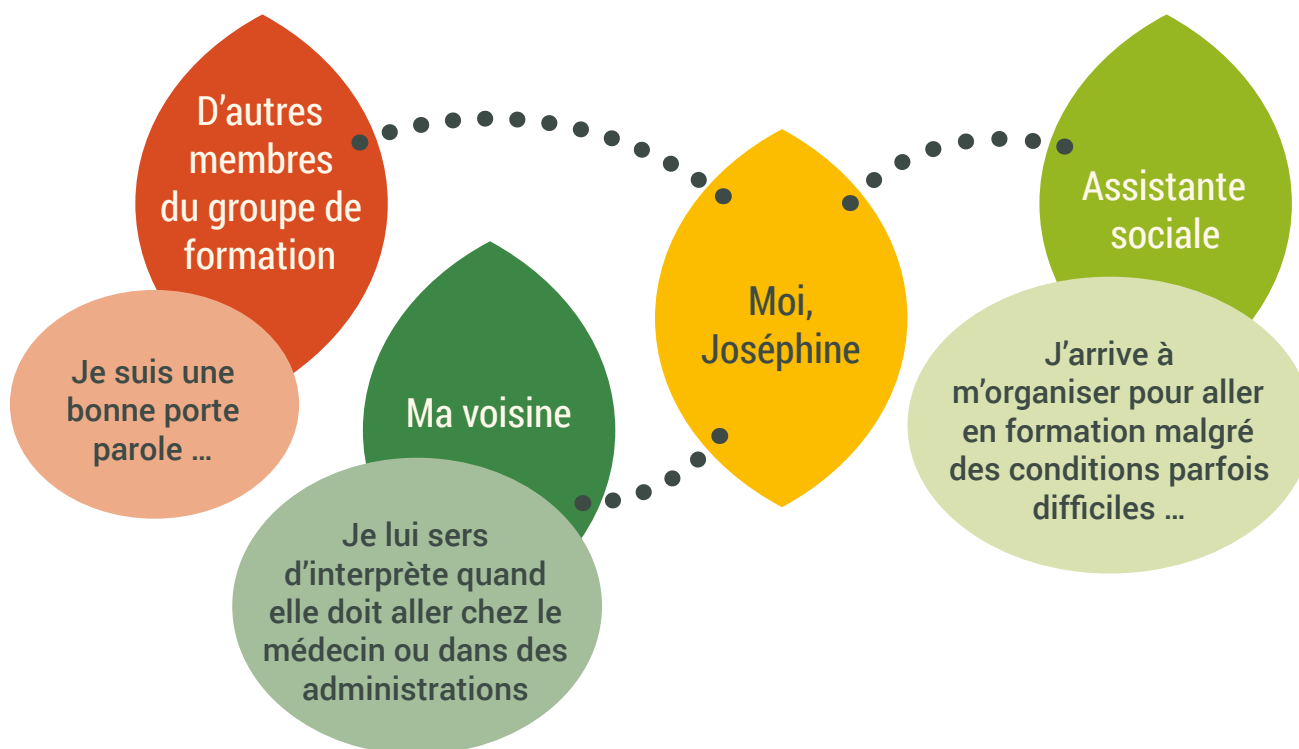 D'autres
membres
du groupe de
formation
Je suis une
bonne porte
parole ...
Ma voisine
Je lui sers
d'interprète quand
elle doit aller chez le
médecin ou dans des
administrations
Moi,
Joséphine
Assistante
sociale
J'arrive à
m'organiser pour aller
en formation malgré
des conditions parfois
difficiles ...